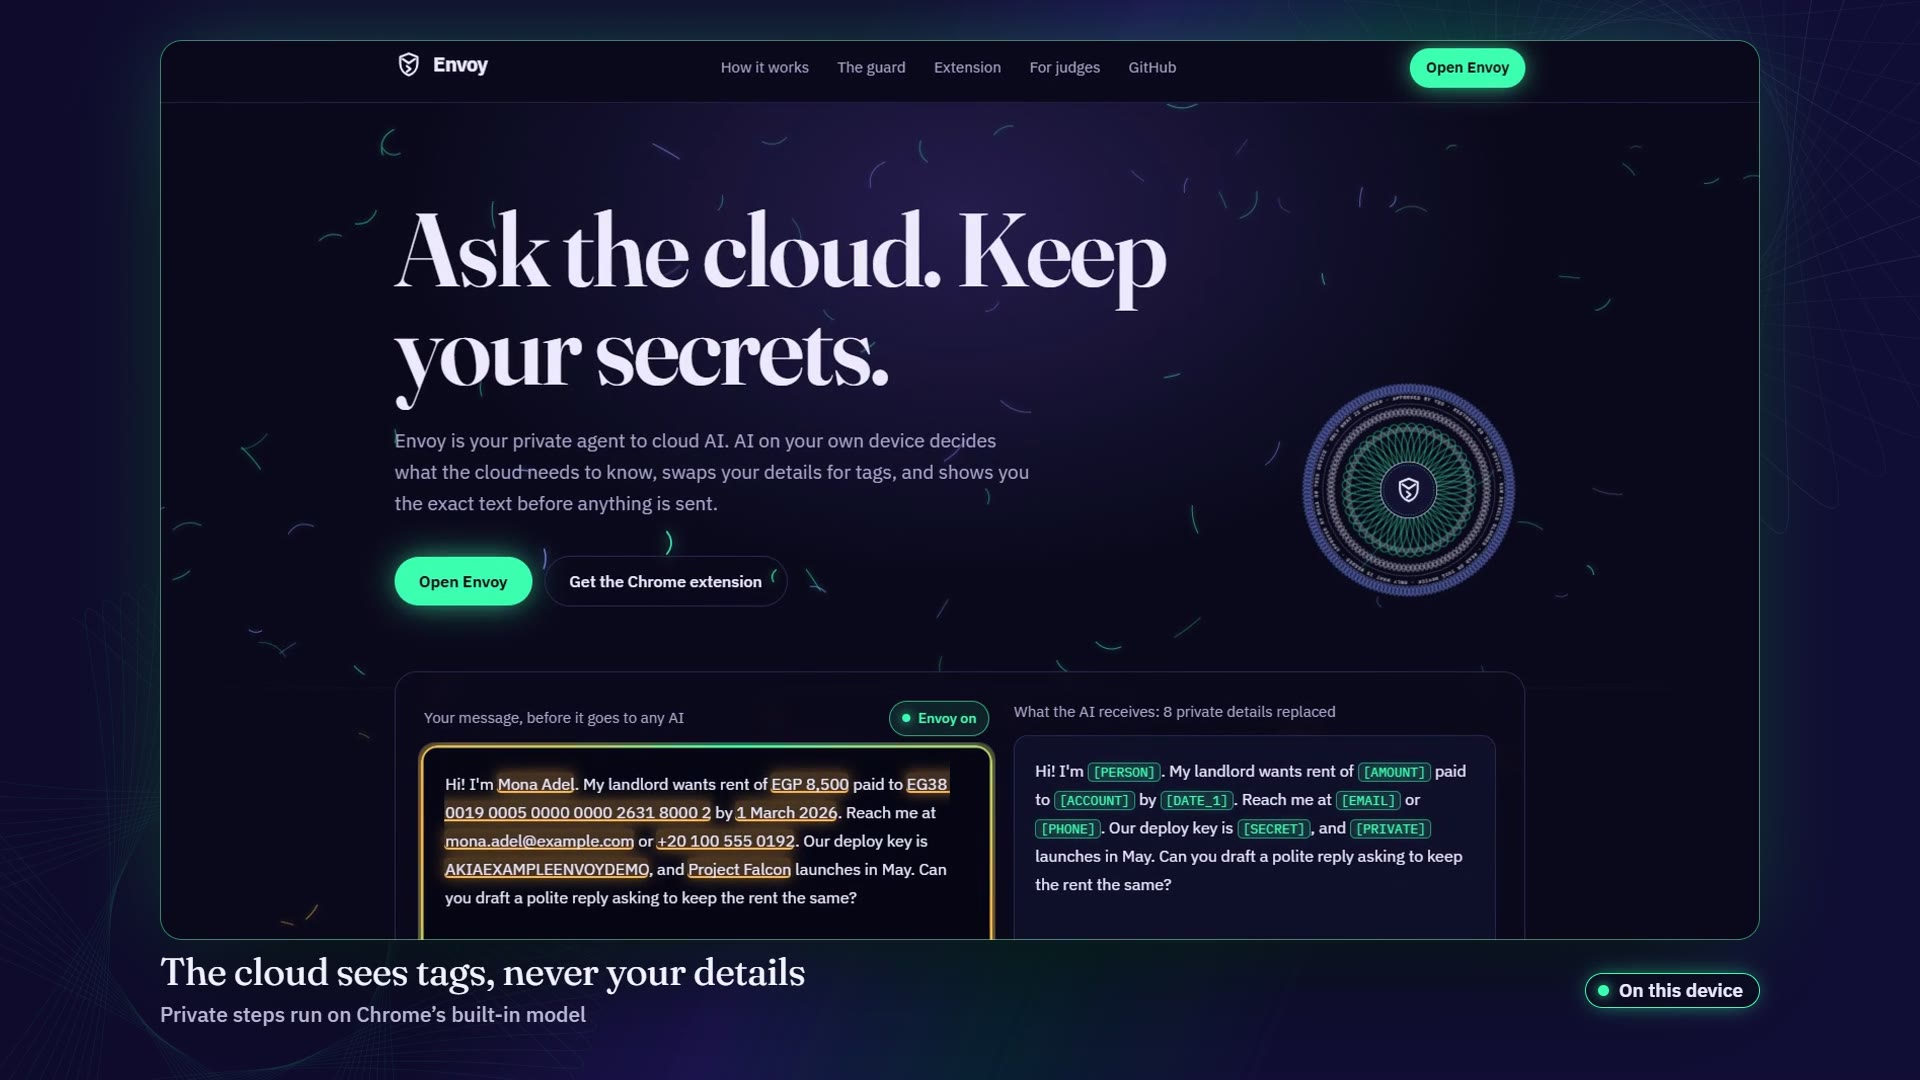 Envoy
How it works
The guard
Extension
For judges
GitHub
Open Envoy
Ask the cloud. Keep
your secrets.
Envoy is your private agent to cloud AI. AI on your own device decides
what the cloud needs to know, swaps your details for tags, and shows you
the exact text before anything is sent.
Open Envoy
Get the Chrome extension
Your message, before it goes to any AI
Envoy on
Hi! I'm Mona Adel. My landlord wants rent of EGP 8,500 paid to EG38
0019 0005 0000 0000 2631 8000 2 by 1 March 2026. Reach me at
mona.adel@example.com or +20 100 555 0192. Our deploy key is
AKIAEXAMPLEENVOYDEMO, and Project Falcon launches in May. Can
you draft a polite reply asking to keep the rent the same?
What the AI receives: 8 private details replaced
Hi! I'm [PERSON]. My landlord wants rent of [AMOUNT] paid
to [ACCOUNT] by [DATE_1]. Reach me at [EMAIL] or
[PHONE]. Our deploy key is [SECRET], and [PRIVATE]
launches in May. Can you draft a polite reply asking to keep
the rent the same?
The cloud sees tags, never your details
Private steps run on Chrome’s built-in model
On this device